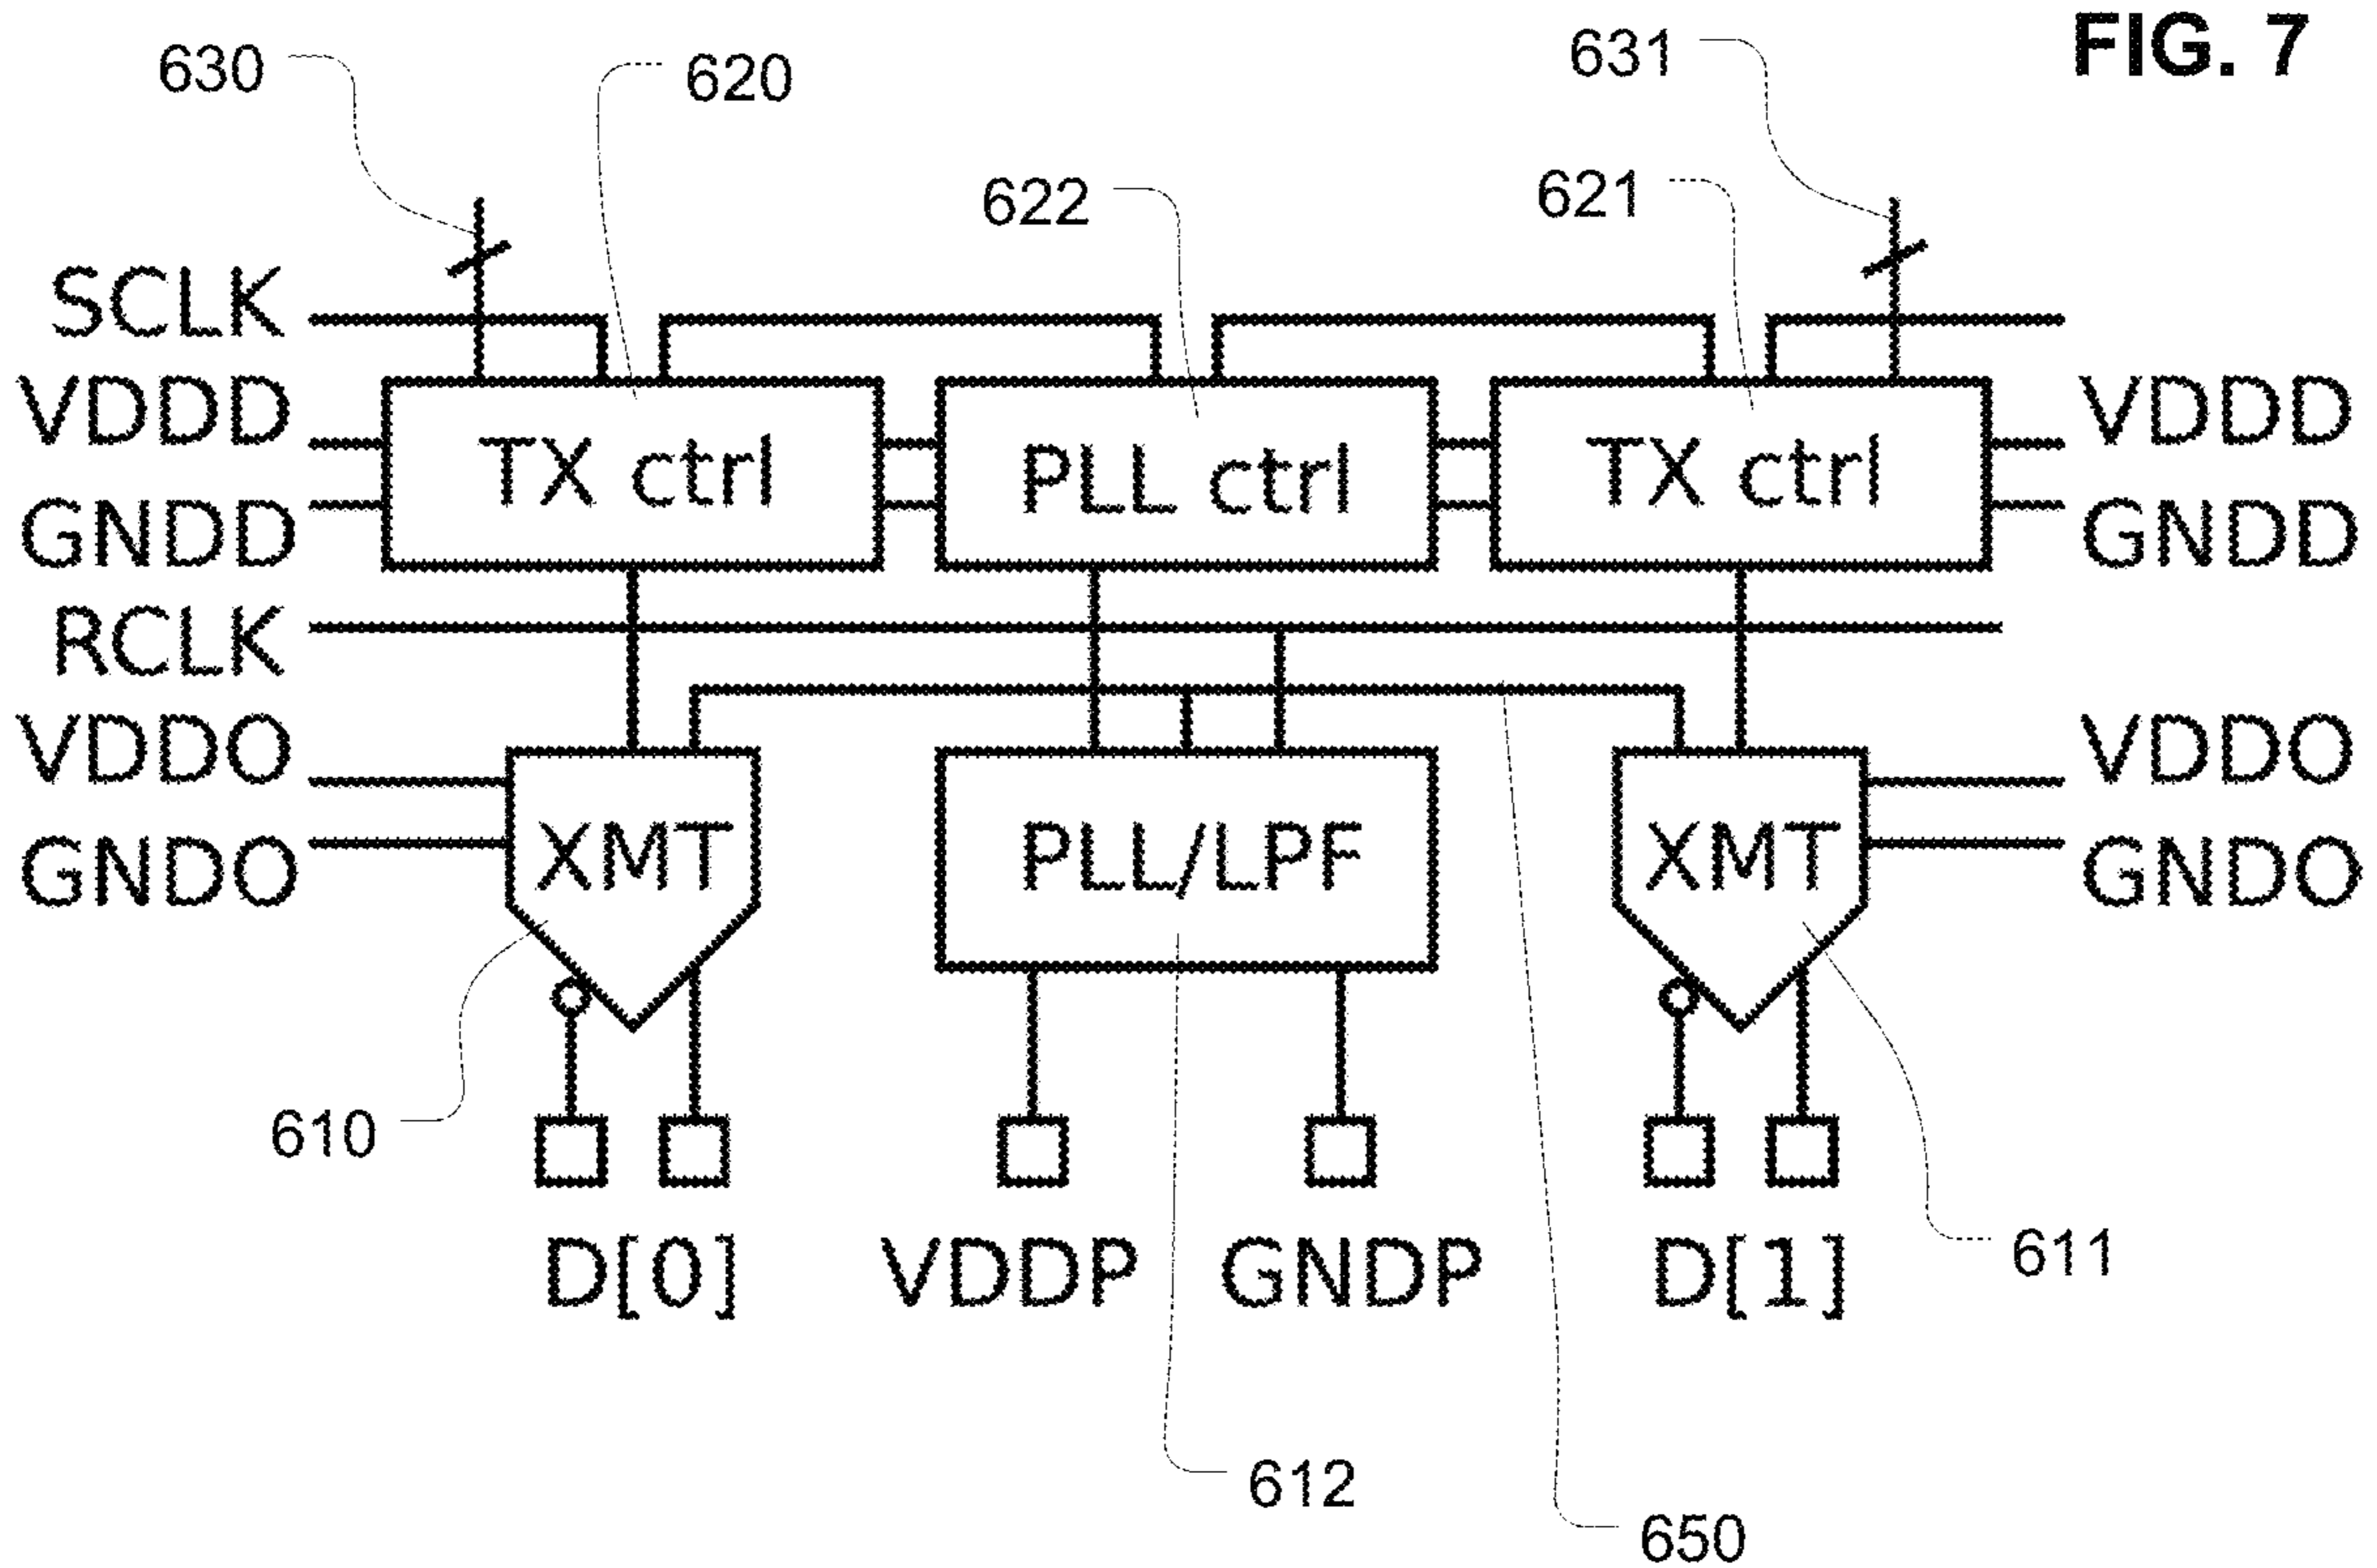 FIG. 7
630
620
631
622
621
SCLK
VDDD
TX ctrl
PLL ctrl
TX ctrl
VDDD
GNDD
GNDD
RCLK
VDDO
VDDO
XMT
PLL/LPF
XMT
GNDO
GNDO
610
D[0]
VDDP
GNDP
D[1]
611
612
650